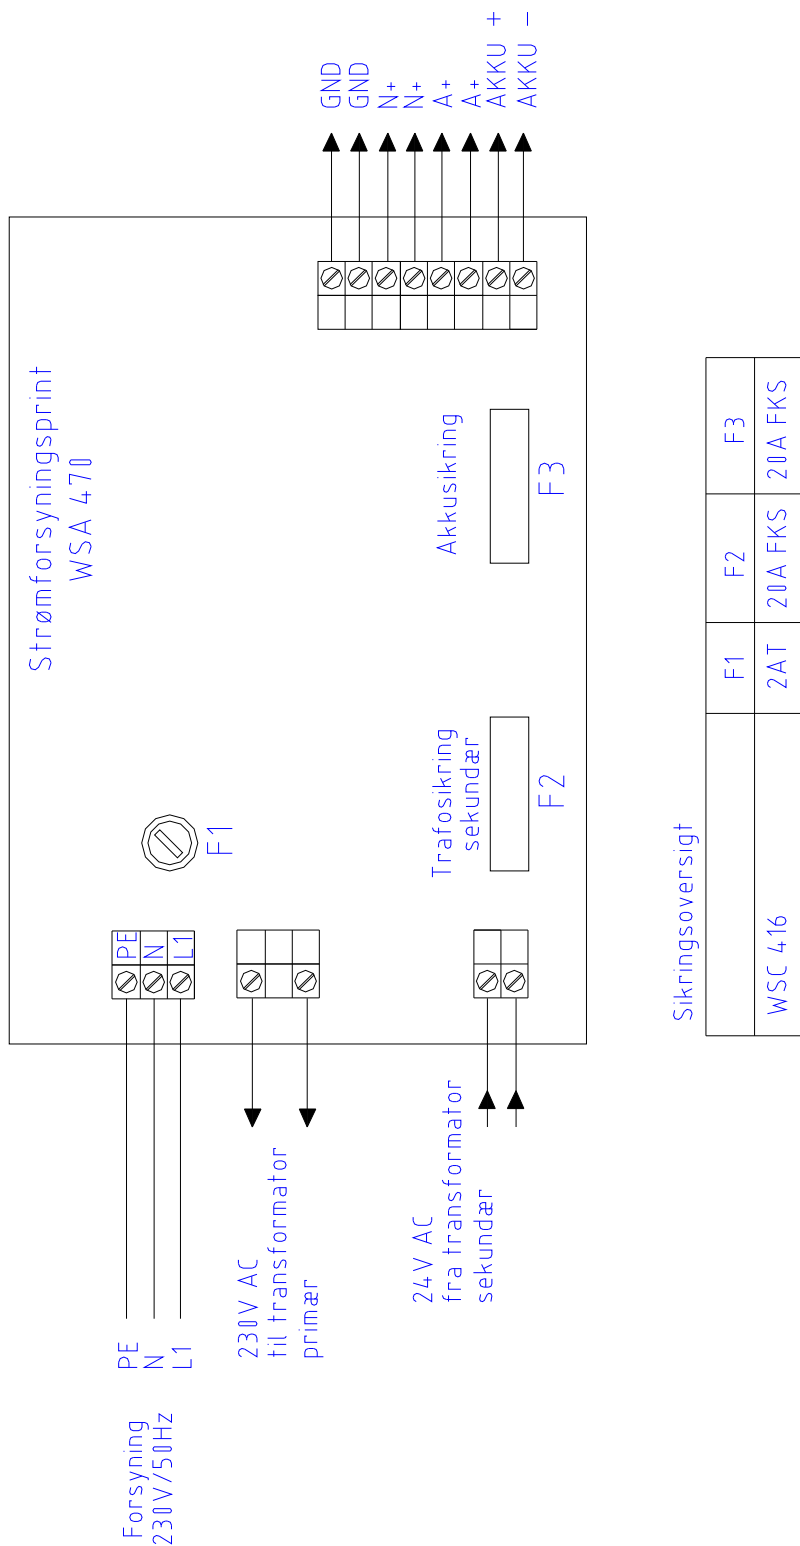 Strømforsyningsprint
WSA 470
Forsyning
230V/50Hz
PE
N
L1
PE
N
L1
F1
230V AC
til transformator
primær
24V AC
fra transformator
sekundær
Trafosikring
sekundær
F2
Akkusikring
F3
GND
GND
N+
N+
A+
A+
AKKU +
AKKU -
Sikringsoversigt
F1 F2 F3
WSC 416 2AT 20A FKS 20A FKS